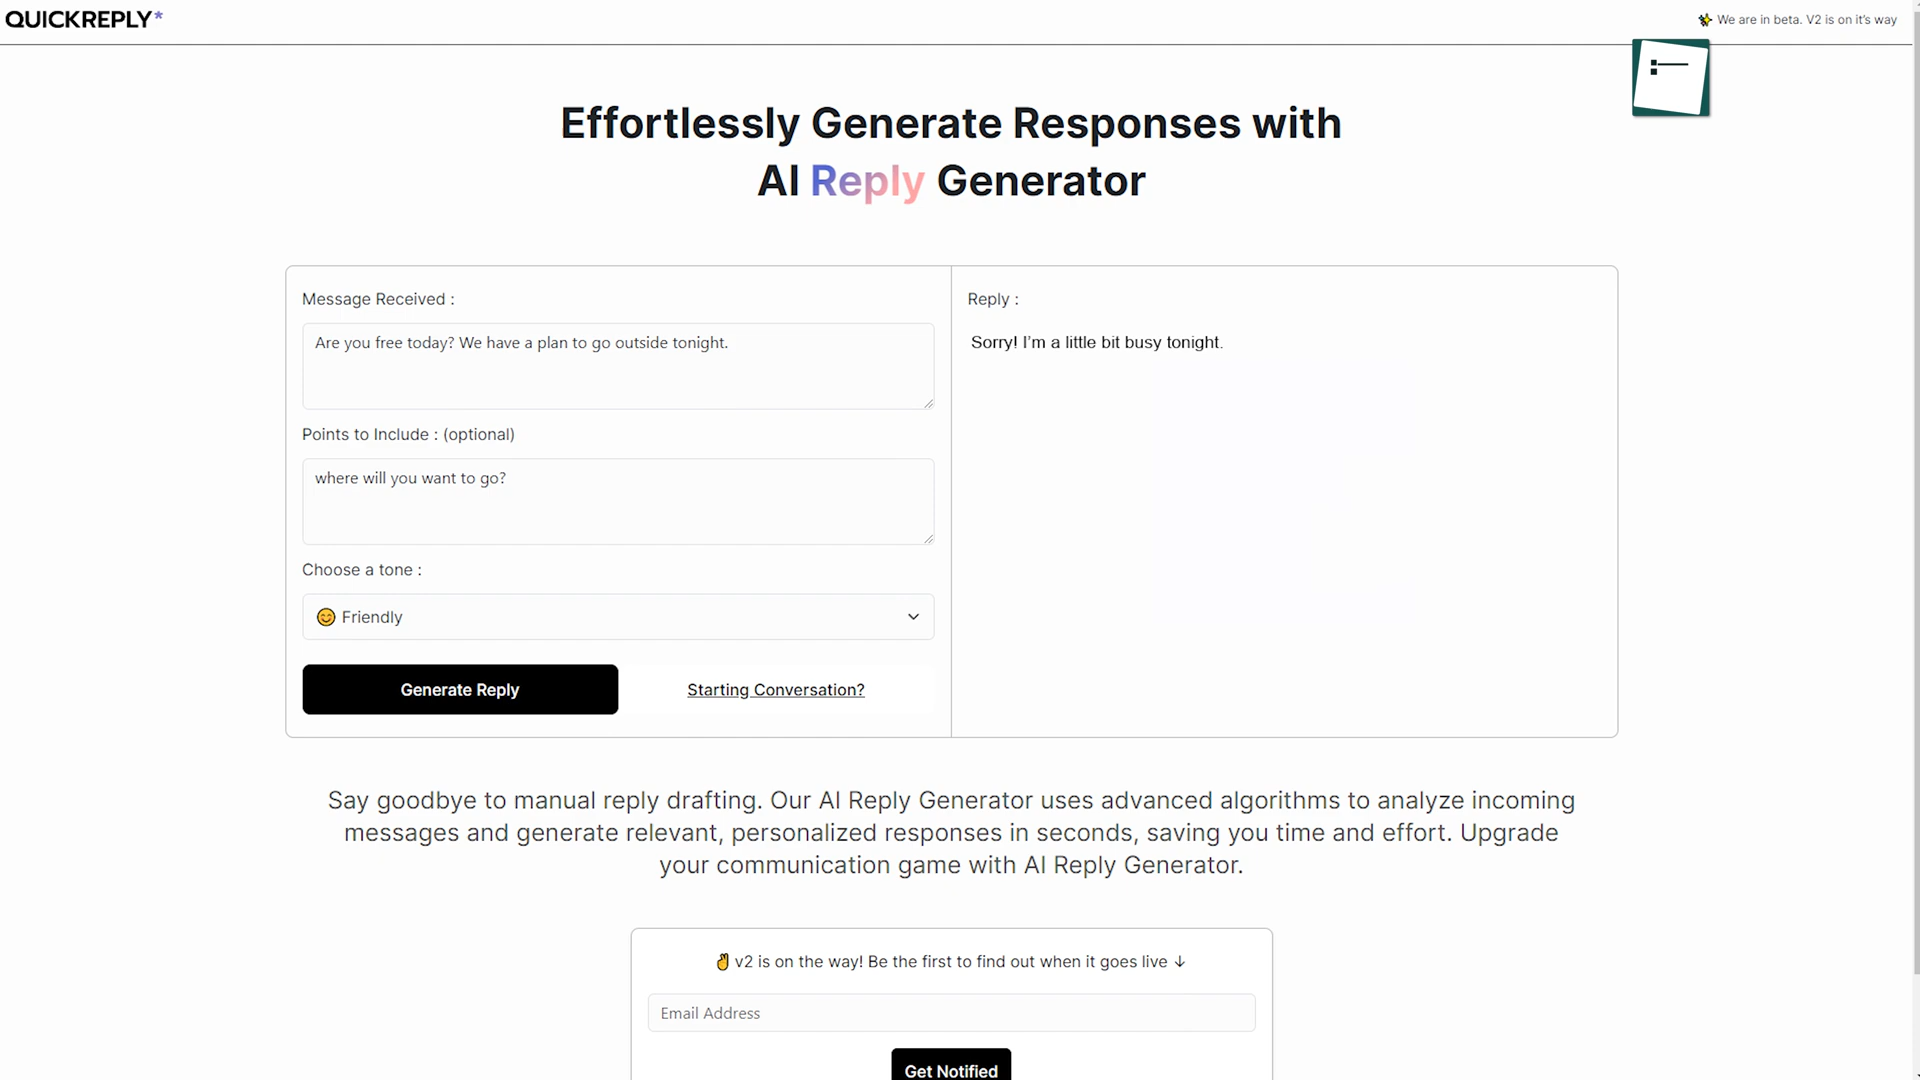 QUICKREPLY*
✨ We are in beta. V2 is on it's way
Effortlessly Generate Responses with
AI Reply Generator
Message Received :
Are you free today? We have a plan to go outside tonight.
Points to Include : (optional)
where will you want to go?
Choose a tone :
😊 Friendly
Generate Reply
Starting Conversation?
Reply :
Sorry! I'm a little bit busy tonight.
Say goodbye to manual reply drafting. Our AI Reply Generator uses advanced algorithms to analyze incoming
messages and generate relevant, personalized responses in seconds, saving you time and effort. Upgrade
your communication game with AI Reply Generator.
✌ v2 is on the way! Be the first to find out when it goes live ↓
Email Address
Get Notified